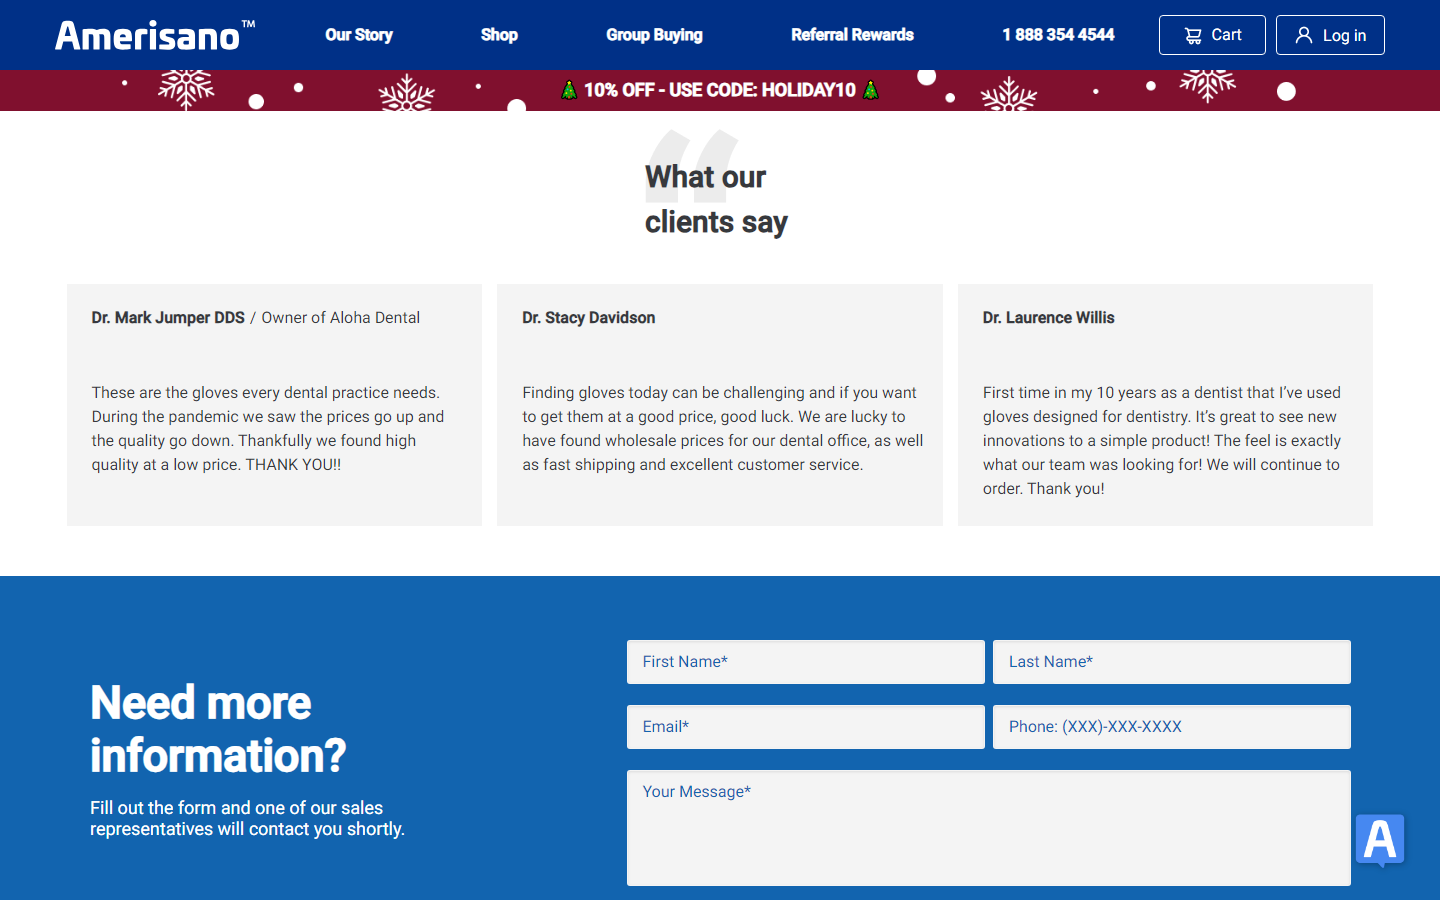 Amerisano™
Our Story
Shop
Group Buying
Referral Rewards
1 888 354 4544
Cart
Log in
10% OFF - USE CODE: HOLIDAY10
What our
clients say
Dr. Mark Jumper DDS / Owner of Aloha Dental
These are the gloves every dental practice needs.
During the pandemic we saw the prices go up and
the quality go down. Thankfully we found high
quality at a low price. THANK YOU!!
Dr. Stacy Davidson
Finding gloves today can be challenging and if you want
to get them at a good price, good luck. We are lucky to
have found wholesale prices for our dental office, as well
as fast shipping and excellent customer service.
Dr. Laurence Willis
First time in my 10 years as a dentist that I’ve used
gloves designed for dentistry. It’s great to see new
innovations to a simple product! The feel is exactly
what our team was looking for! We will continue to
order. Thank you!
Need more
information?
Fill out the form and one of our sales
representatives will contact you shortly.
First Name*
Last Name*
Email*
Phone: (XXX)-XXX-XXXX
Your Message*
A